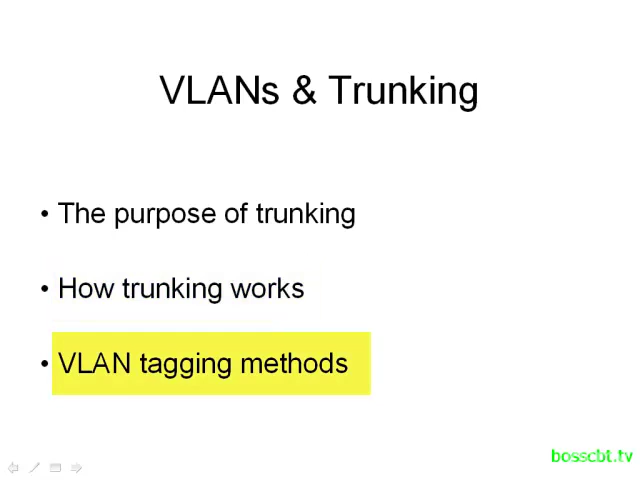 VLANs & Trunking
• The purpose of trunking
• How trunking works
• VLAN tagging methods
bosscbt.tv